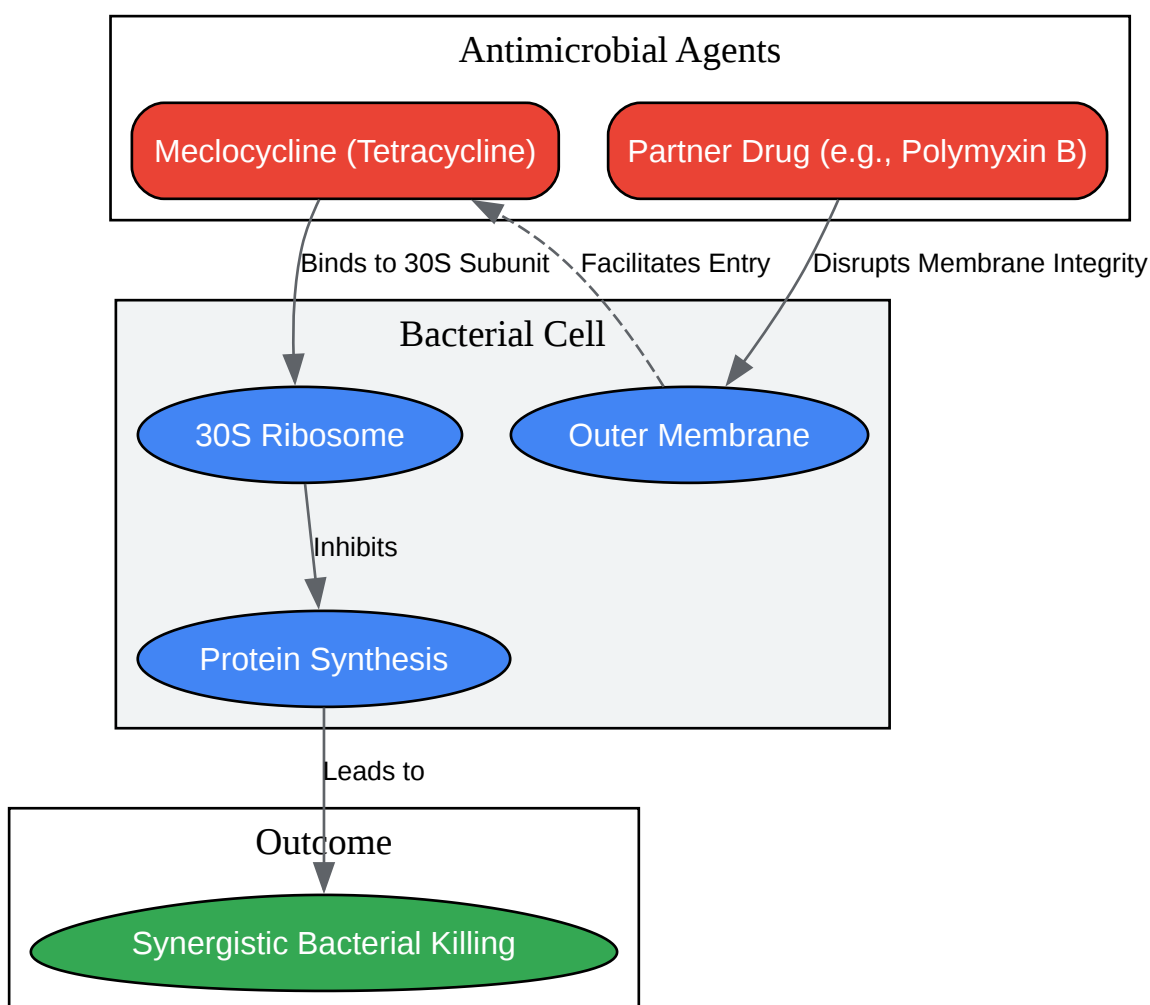 Antimicrobial Agents
Meclocycline (Tetracycline)
Partner Drug (e.g., Polymyxin B)
Binds to 30S Subunit
Facilitates Entry
Disrupts Membrane Integrity
Bacterial Cell
30S Ribosome
Outer Membrane
Inhibits
Protein Synthesis
Leads to
Outcome
Synergistic Bacterial Killing